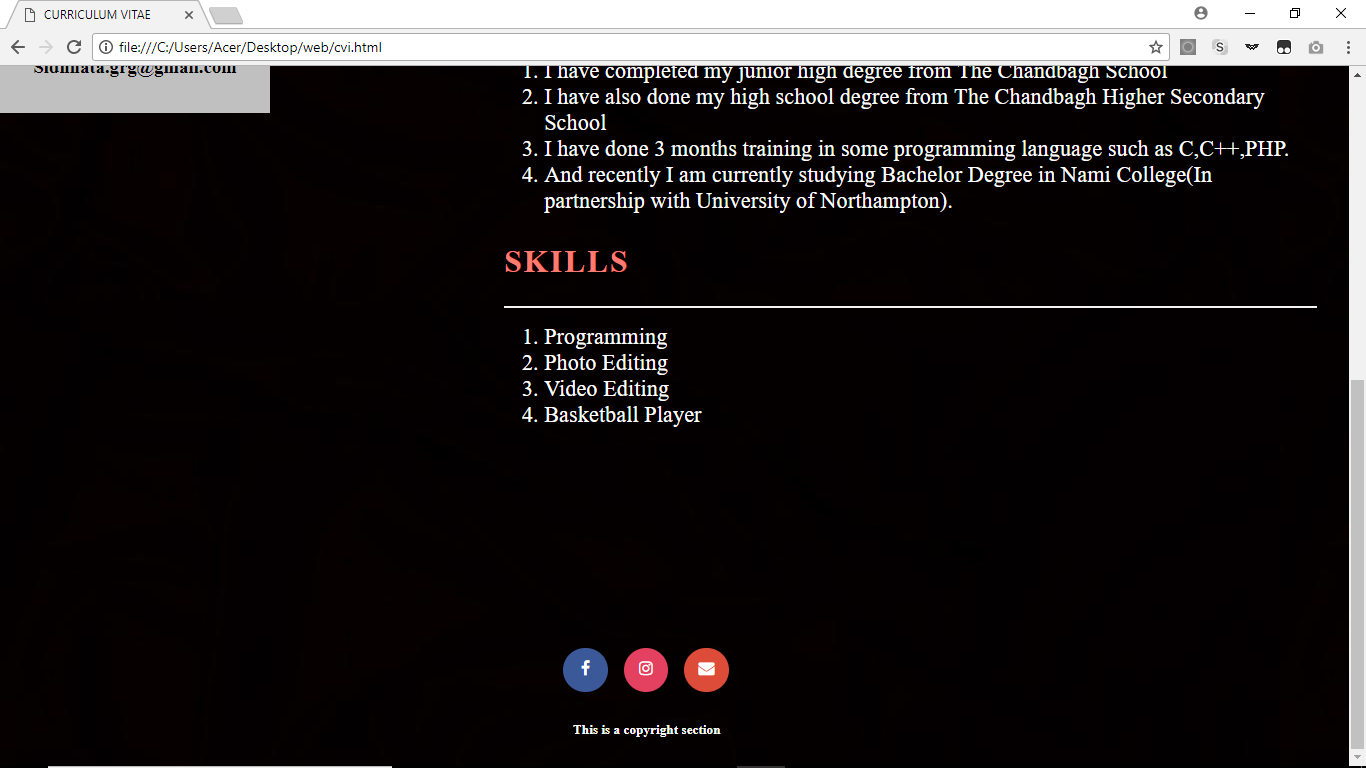 CURRICULUM VITAE
file:///C:/Users/Acer/Desktop/web/cvi.html
1. I have completed my junior high degree from The Chandbagh School
2. I have also done my high school degree from The Chandbagh Higher Secondary
School
3. I have done 3 months training in some programming language such as C,C++,PHP.
4. And recently I am currently studying Bachelor Degree in Nami College(In
partnership with University of Northampton).
SKILLS
1. Programming
2. Photo Editing
3. Video Editing
4. Basketball Player
This is a copyright section